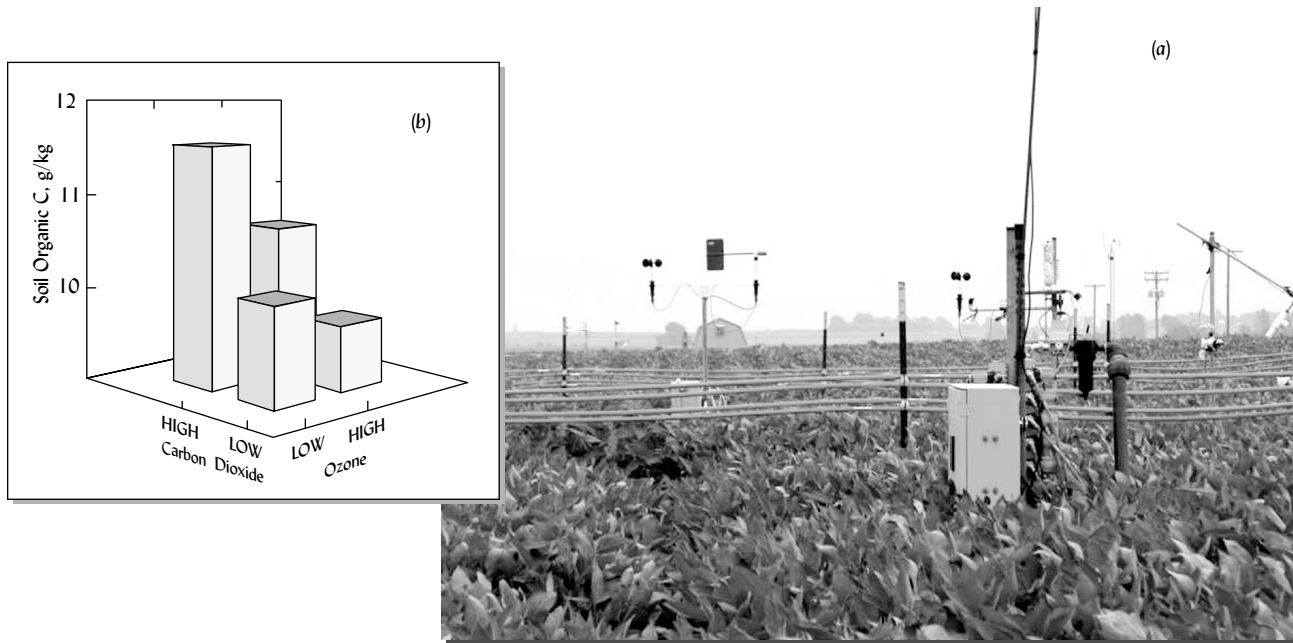 (a)
(b)
12
11
10
Soil Organic C, g/kg
HIGH
LOW
Carbon Dioxide
LOW
HIGH
Ozone